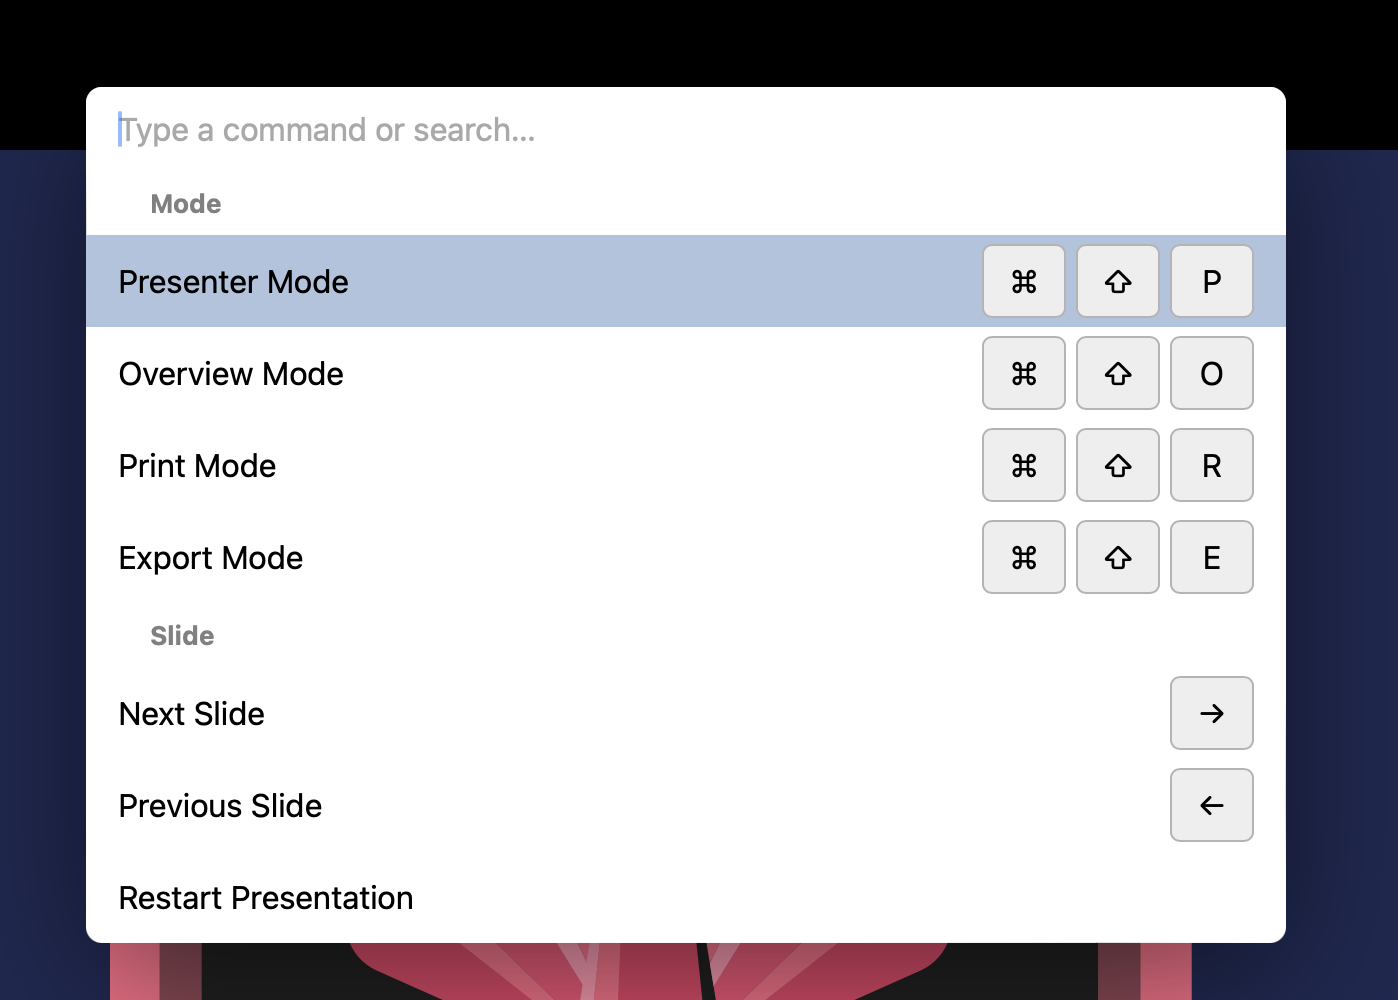 Type a command or search...
Mode
Presenter Mode ⌘ ⇧ P
Overview Mode ⌘ ⇧ O
Print Mode ⌘ ⇧ R
Export Mode ⌘ ⇧ E
Slide
Next Slide →
Previous Slide ←
Restart Presentation